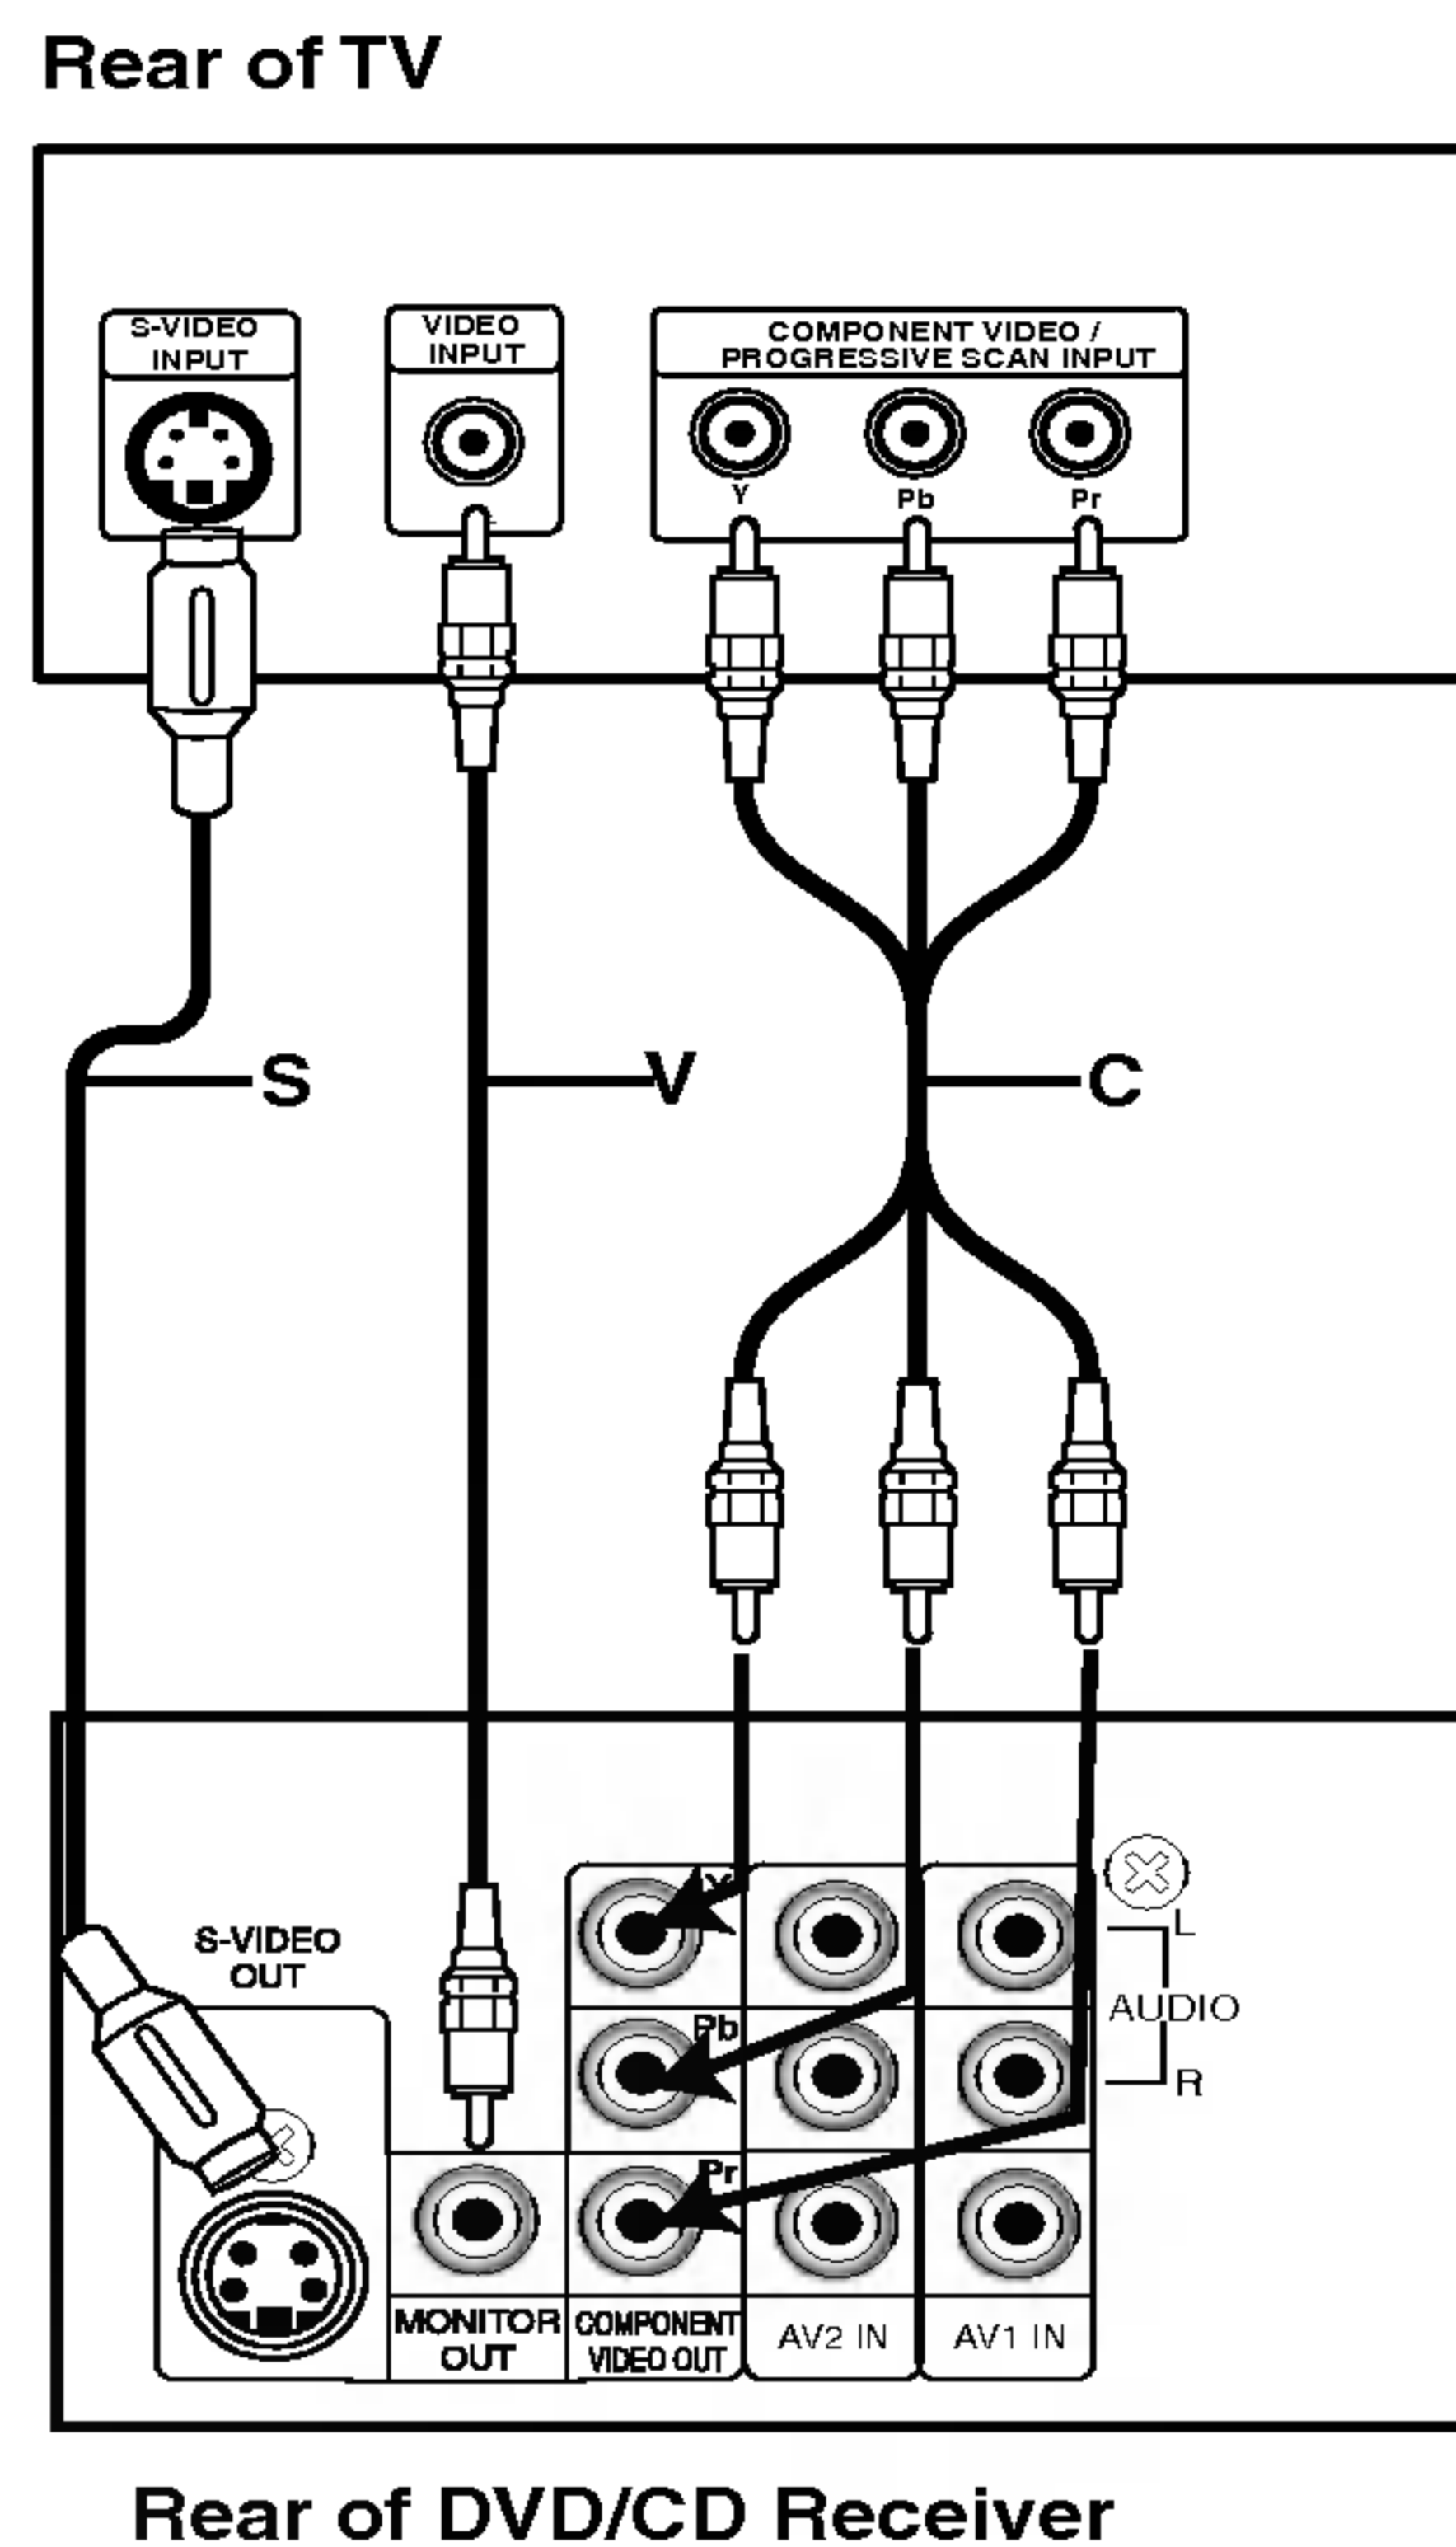 Rear of TV
S-VIDEO
INPUT
VIDEO
INPUT
COMPONENT VIDEO /
PROGRESSIVE SCAN INPUT
Y
Pb
Pr
S
V
C
S-VIDEO
OUT
Y
Pb
Pr
L
AUDIO
R
MONITOR
OUT
COMPONENT
VIDEO OUT
AV2 IN
AV1 IN
Rear of DVD/CD Receiver